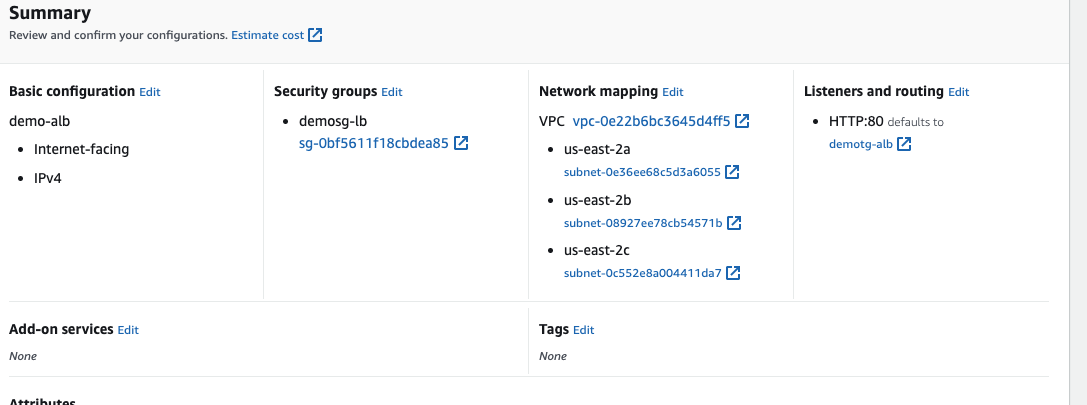 Summary
Review and confirm your configurations. Estimate cost
Basic configuration Edit
demo-alb
Internet-facing
IPv4
Security groups Edit
demosg-lb
sg-0bf5611f18cbdea85
Network mapping Edit
VPC vpc-0e22b6bc3645d4ff5
us-east-2a
subnet-0e36ee68c5d3a6055
us-east-2b
subnet-08927ee78cb54571b
us-east-2c
subnet-0c552e8a004411da7
Listeners and routing Edit
HTTP:80 defaults to
demotg-alb
Add-on services Edit
None
Tags Edit
None
Attributes